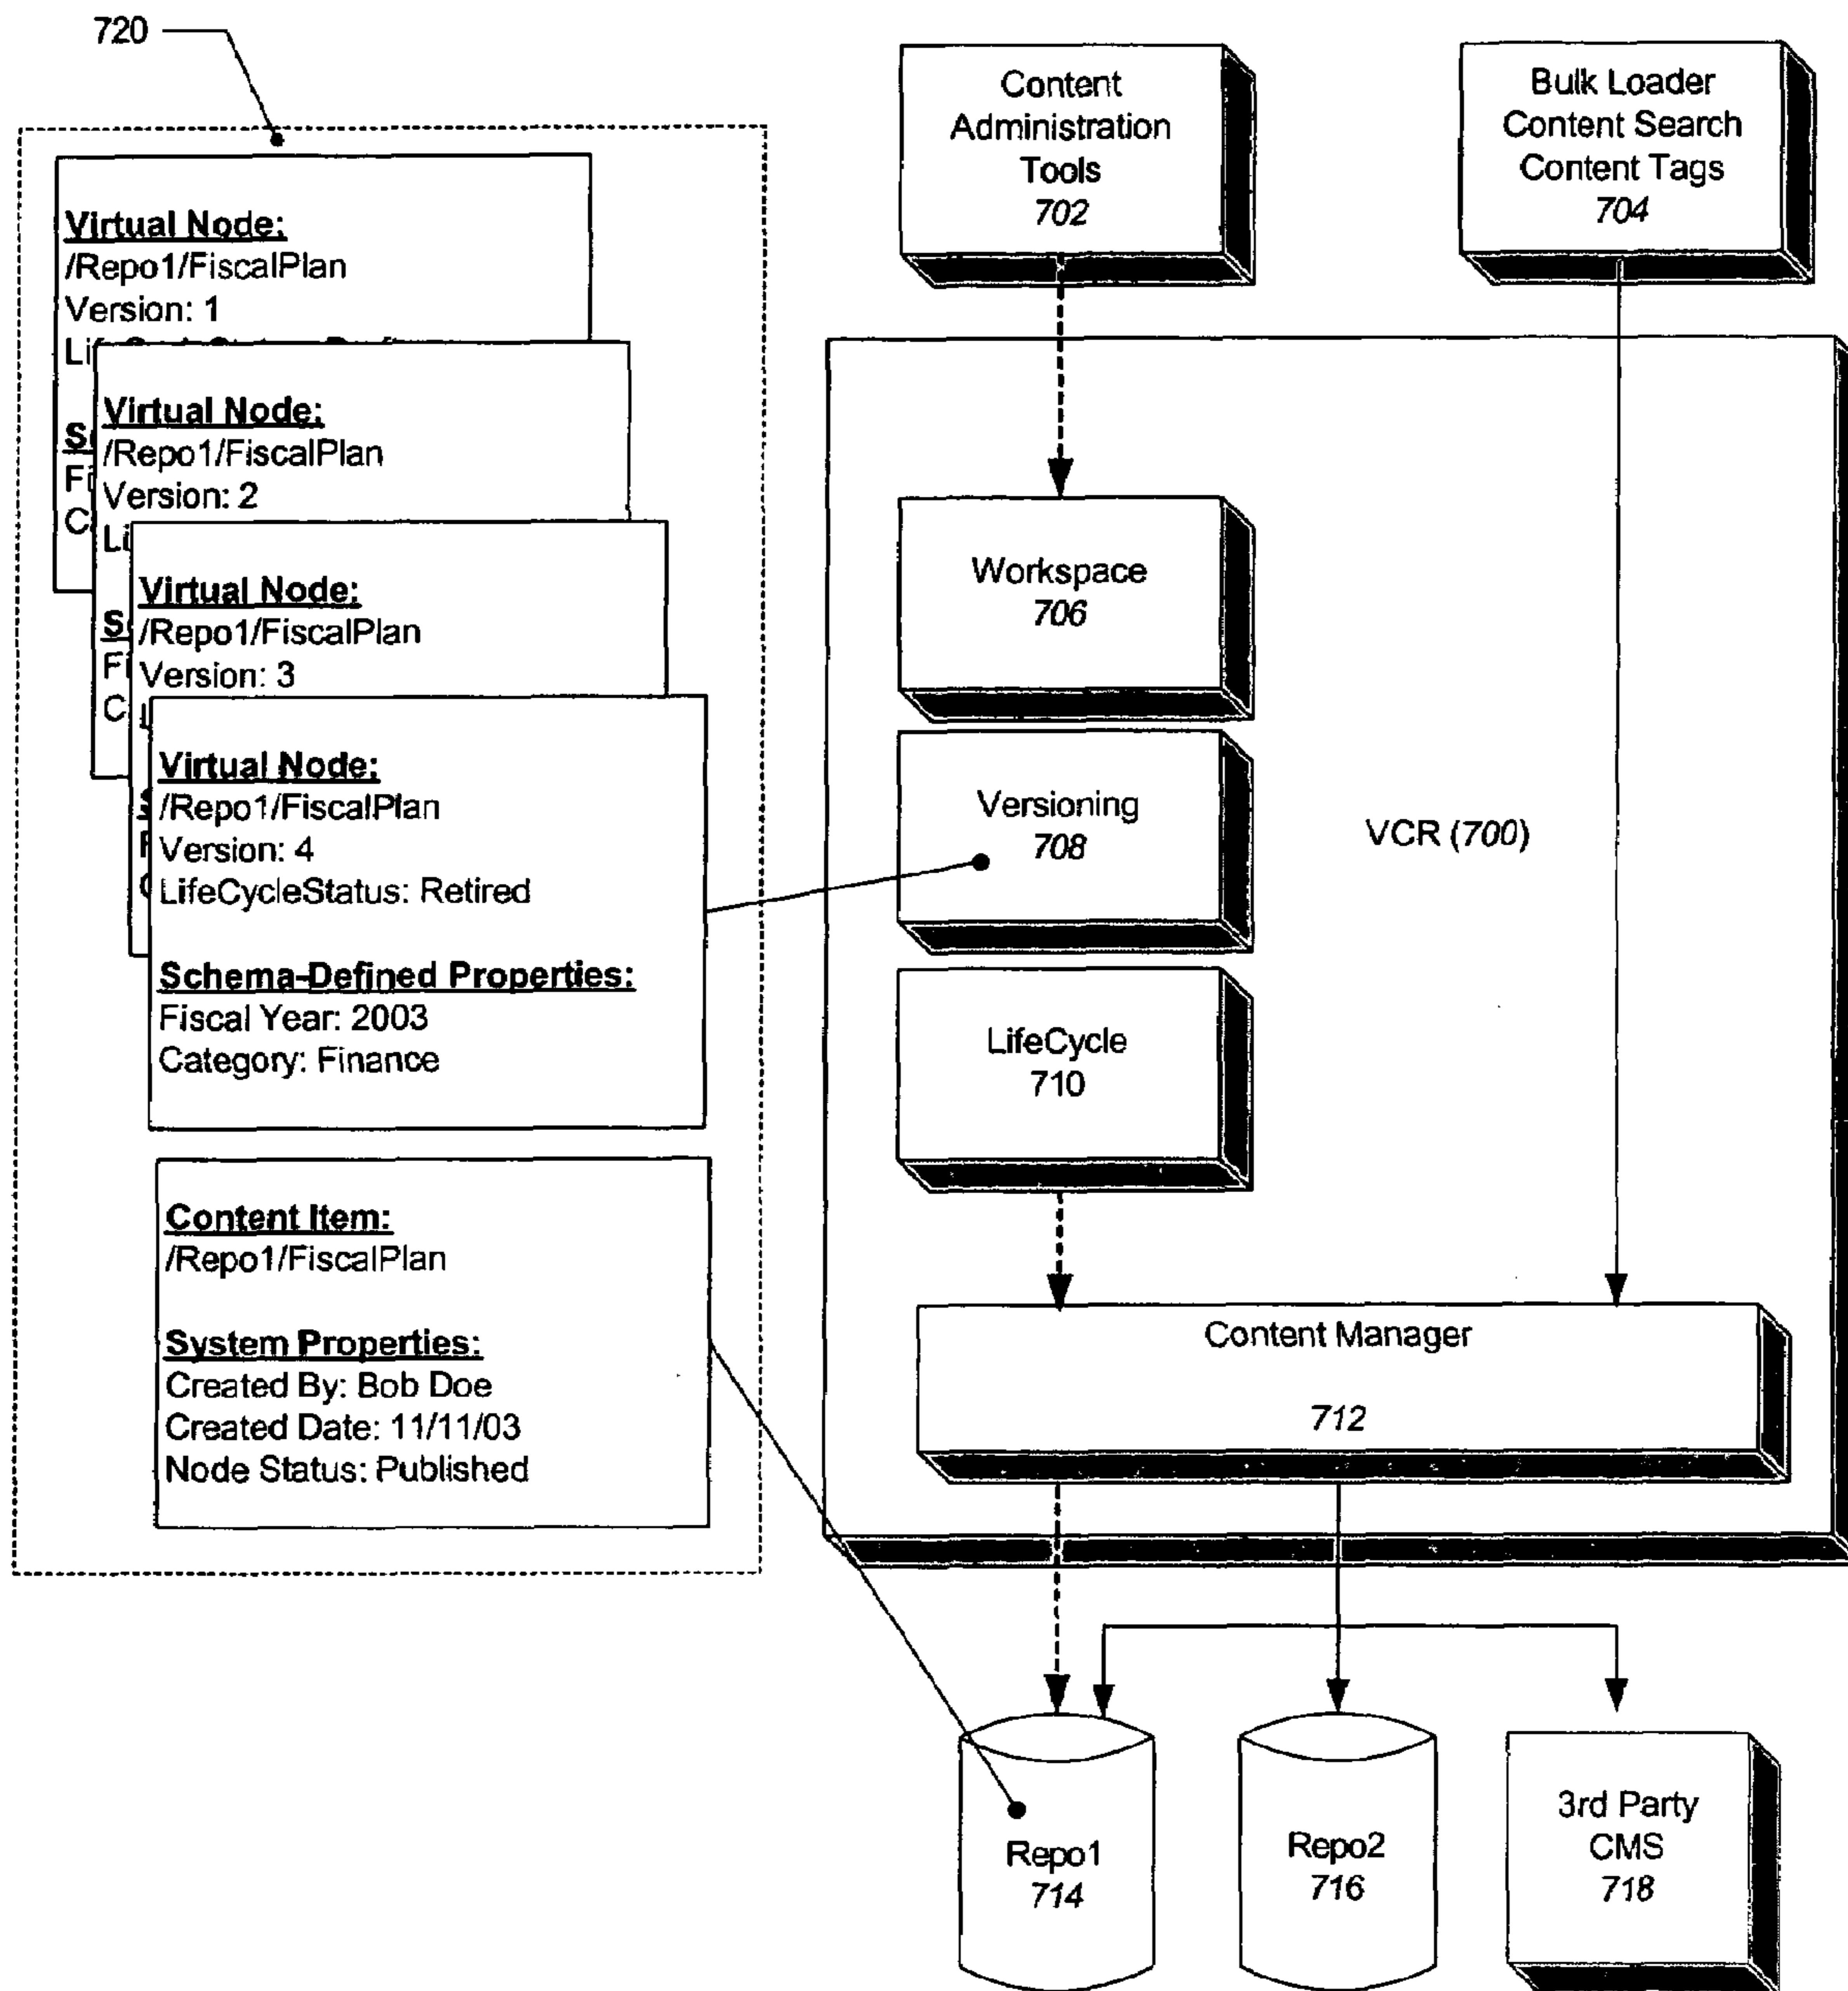 720
Virtual Node:
/Repo1/FiscalPlan
Version: 1
Virtual Node:
/Repo1/FiscalPlan
Version: 2
Virtual Node:
/Repo1/FiscalPlan
Version: 3
Virtual Node:
/Repo1/FiscalPlan
Version: 4
LifeCycleStatus: Retired
Schema-Defined Properties:
Fiscal Year: 2003
Category: Finance
Content Item:
/Repo1/FiscalPlan
System Properties:
Created By: Bob Doe
Created Date: 11/11/03
Node Status: Published
Content
Administration
Tools
702
Bulk Loader
Content Search
Content Tags
704
Workspace
706
Versioning
708
VCR (700)
LifeCycle
710
Content Manager
712
Repo1
714
Repo2
716
3rd Party
CMS
718